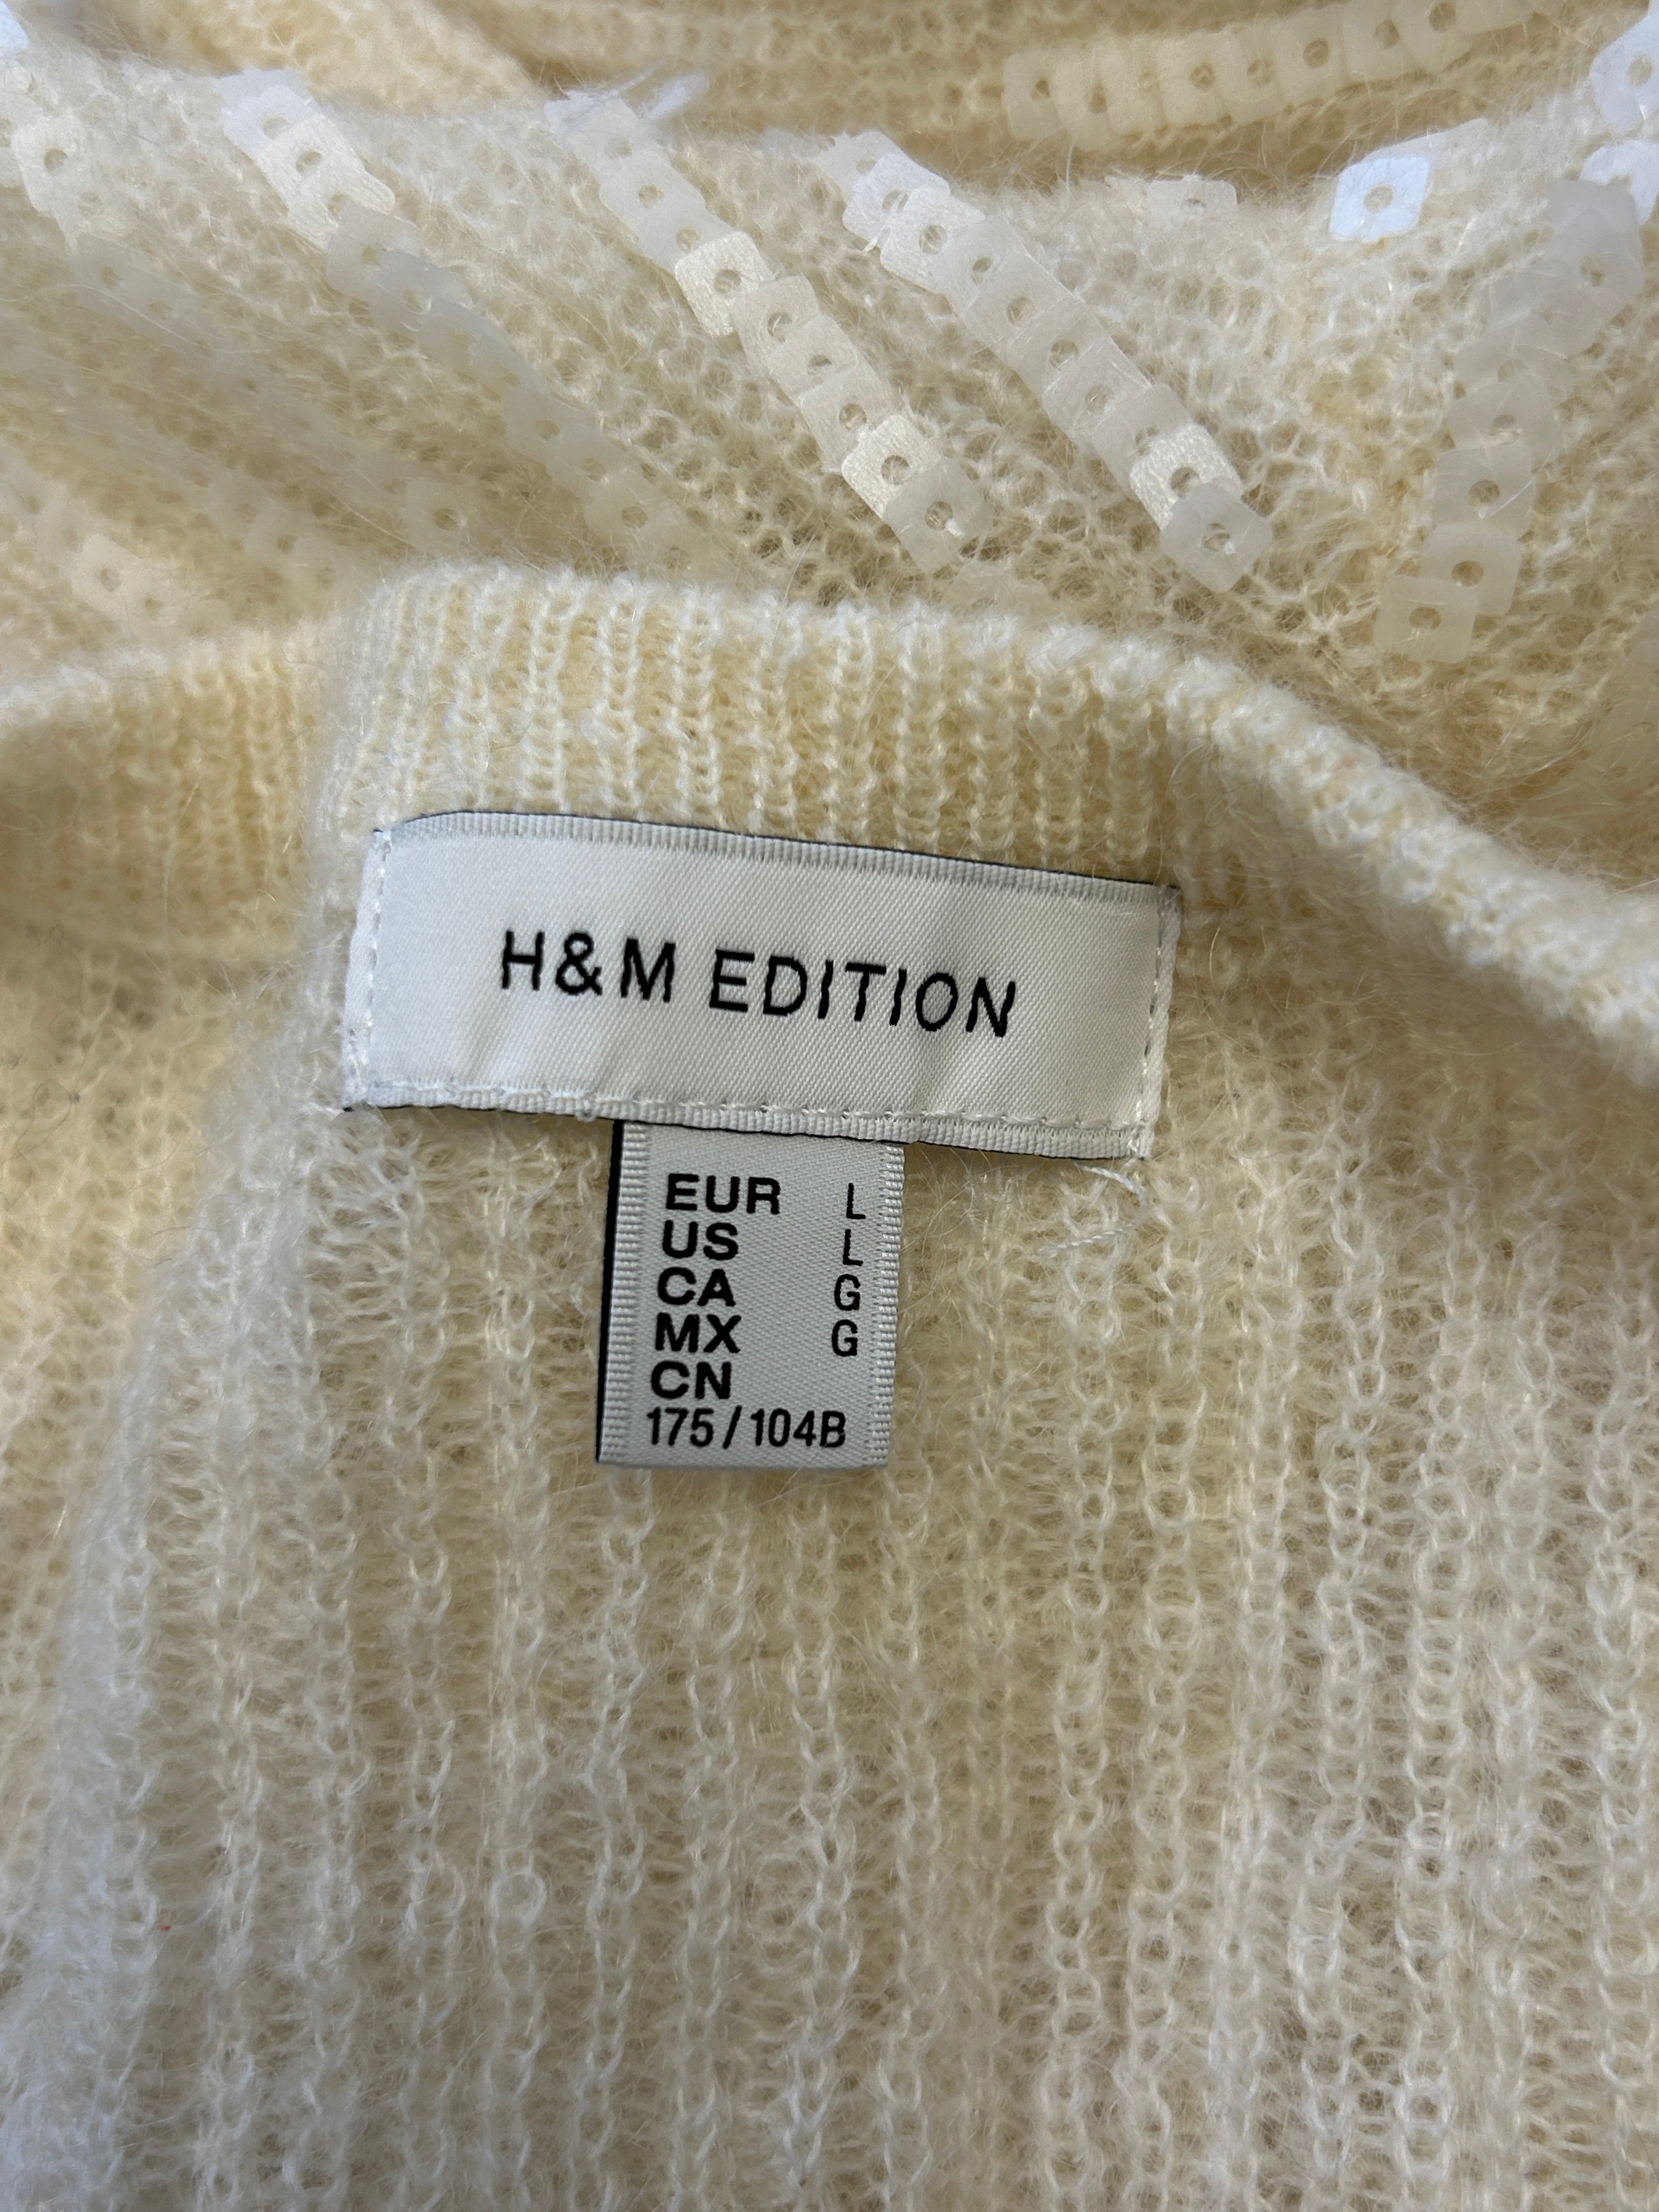 H&M EDITION
EUR L
US L
CA G
MX G
CN
175/104B